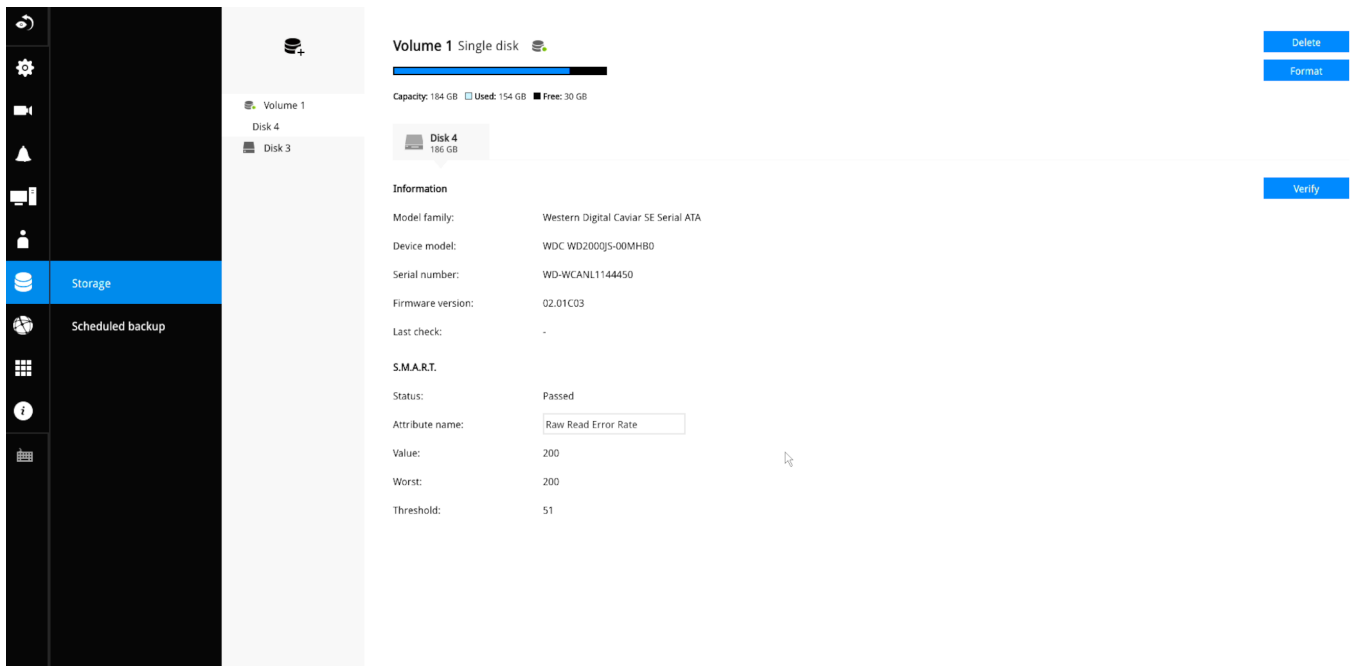 Volume 1 Single disk
Delete
Format
Capacity: 184 GB Used: 154 GB Free: 30 GB
Volume 1
Disk 4
Disk 3
Disk 4
186 GB
Information
Verify
Model family: Western Digital Caviar SE Serial ATA
Device model: WDC WD2000JS-00MHB0
Serial number: WD-WCANL1144450
Firmware version: 02.01C03
Last check: -
Storage
Scheduled backup
S.M.A.R.T.
Status: Passed
Attribute name: Raw Read Error Rate
Value: 200
Worst: 200
Threshold: 51